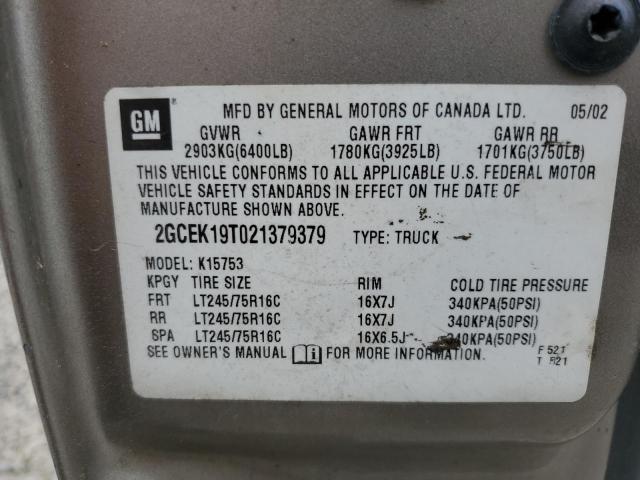 GM
MFD BY GENERAL MOTORS OF CANADA LTD. 05/02
GVWR GAWR FRT GAWR RR
2903KG(6400LB) 1780KG(3925LB) 1701KG(3750LB)
THIS VEHICLE CONFORMS TO ALL APPLICABLE U.S. FEDERAL MOTOR
VEHICLE SAFETY STANDARDS IN EFFECT ON THE DATE OF
MANUFACTURE SHOWN ABOVE.
2GCEK19T021379379 TYPE: TRUCK
MODEL: K15753
KPGY TIRE SIZE RIM COLD TIRE PRESSURE
FRT LT245/75R16C 16X7J 340KPA(50PSI)
RR LT245/75R16C 16X7J 340KPA(50PSI)
SPA LT245/75R16C 16X6.5J 340KPA(50PSI)
SEE OWNER'S MANUAL FOR MORE INFORMATION. F 521
T R21